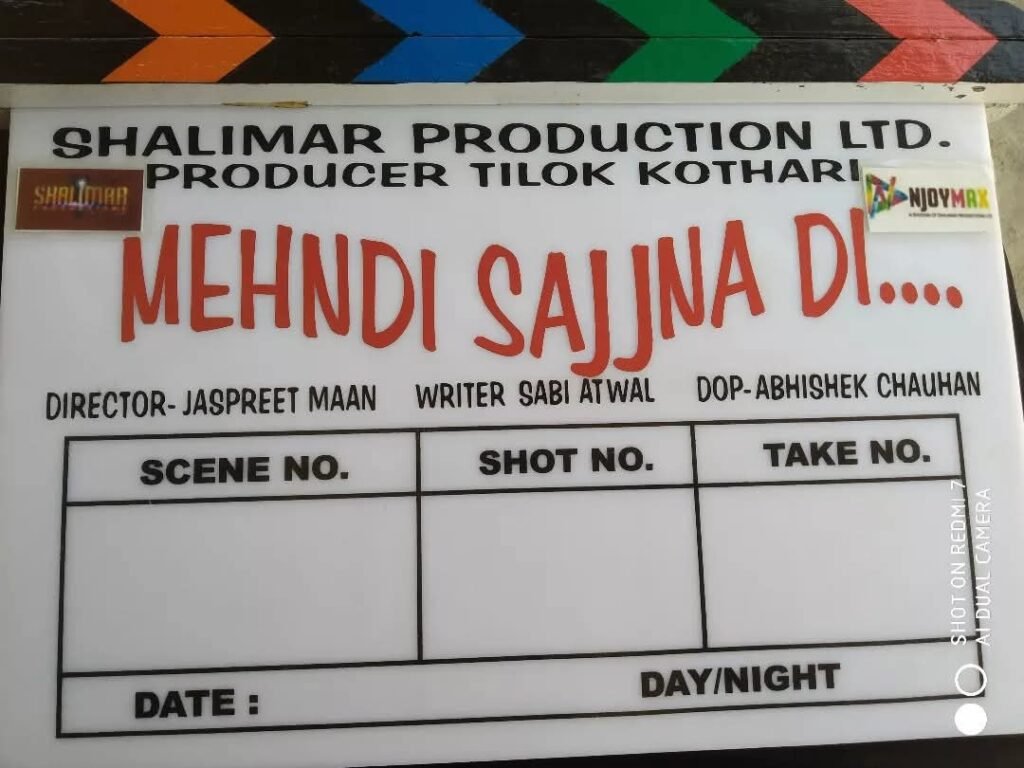 SHALIMAR PRODUCTION LTD.
PRODUCER TILOK KOTHARI
SHALIMAR
NJOYMAX
MEHNDI SAJJNA DI....
DIRECTOR- JASPREET MAAN WRITER SABI ATWAL DOP-ABHISHEK CHAUHAN
SCENE NO. SHOT NO. TAKE NO.
DATE : DAY/NIGHT
SHOT ON REDMI 7
AI DUAL CAMERA